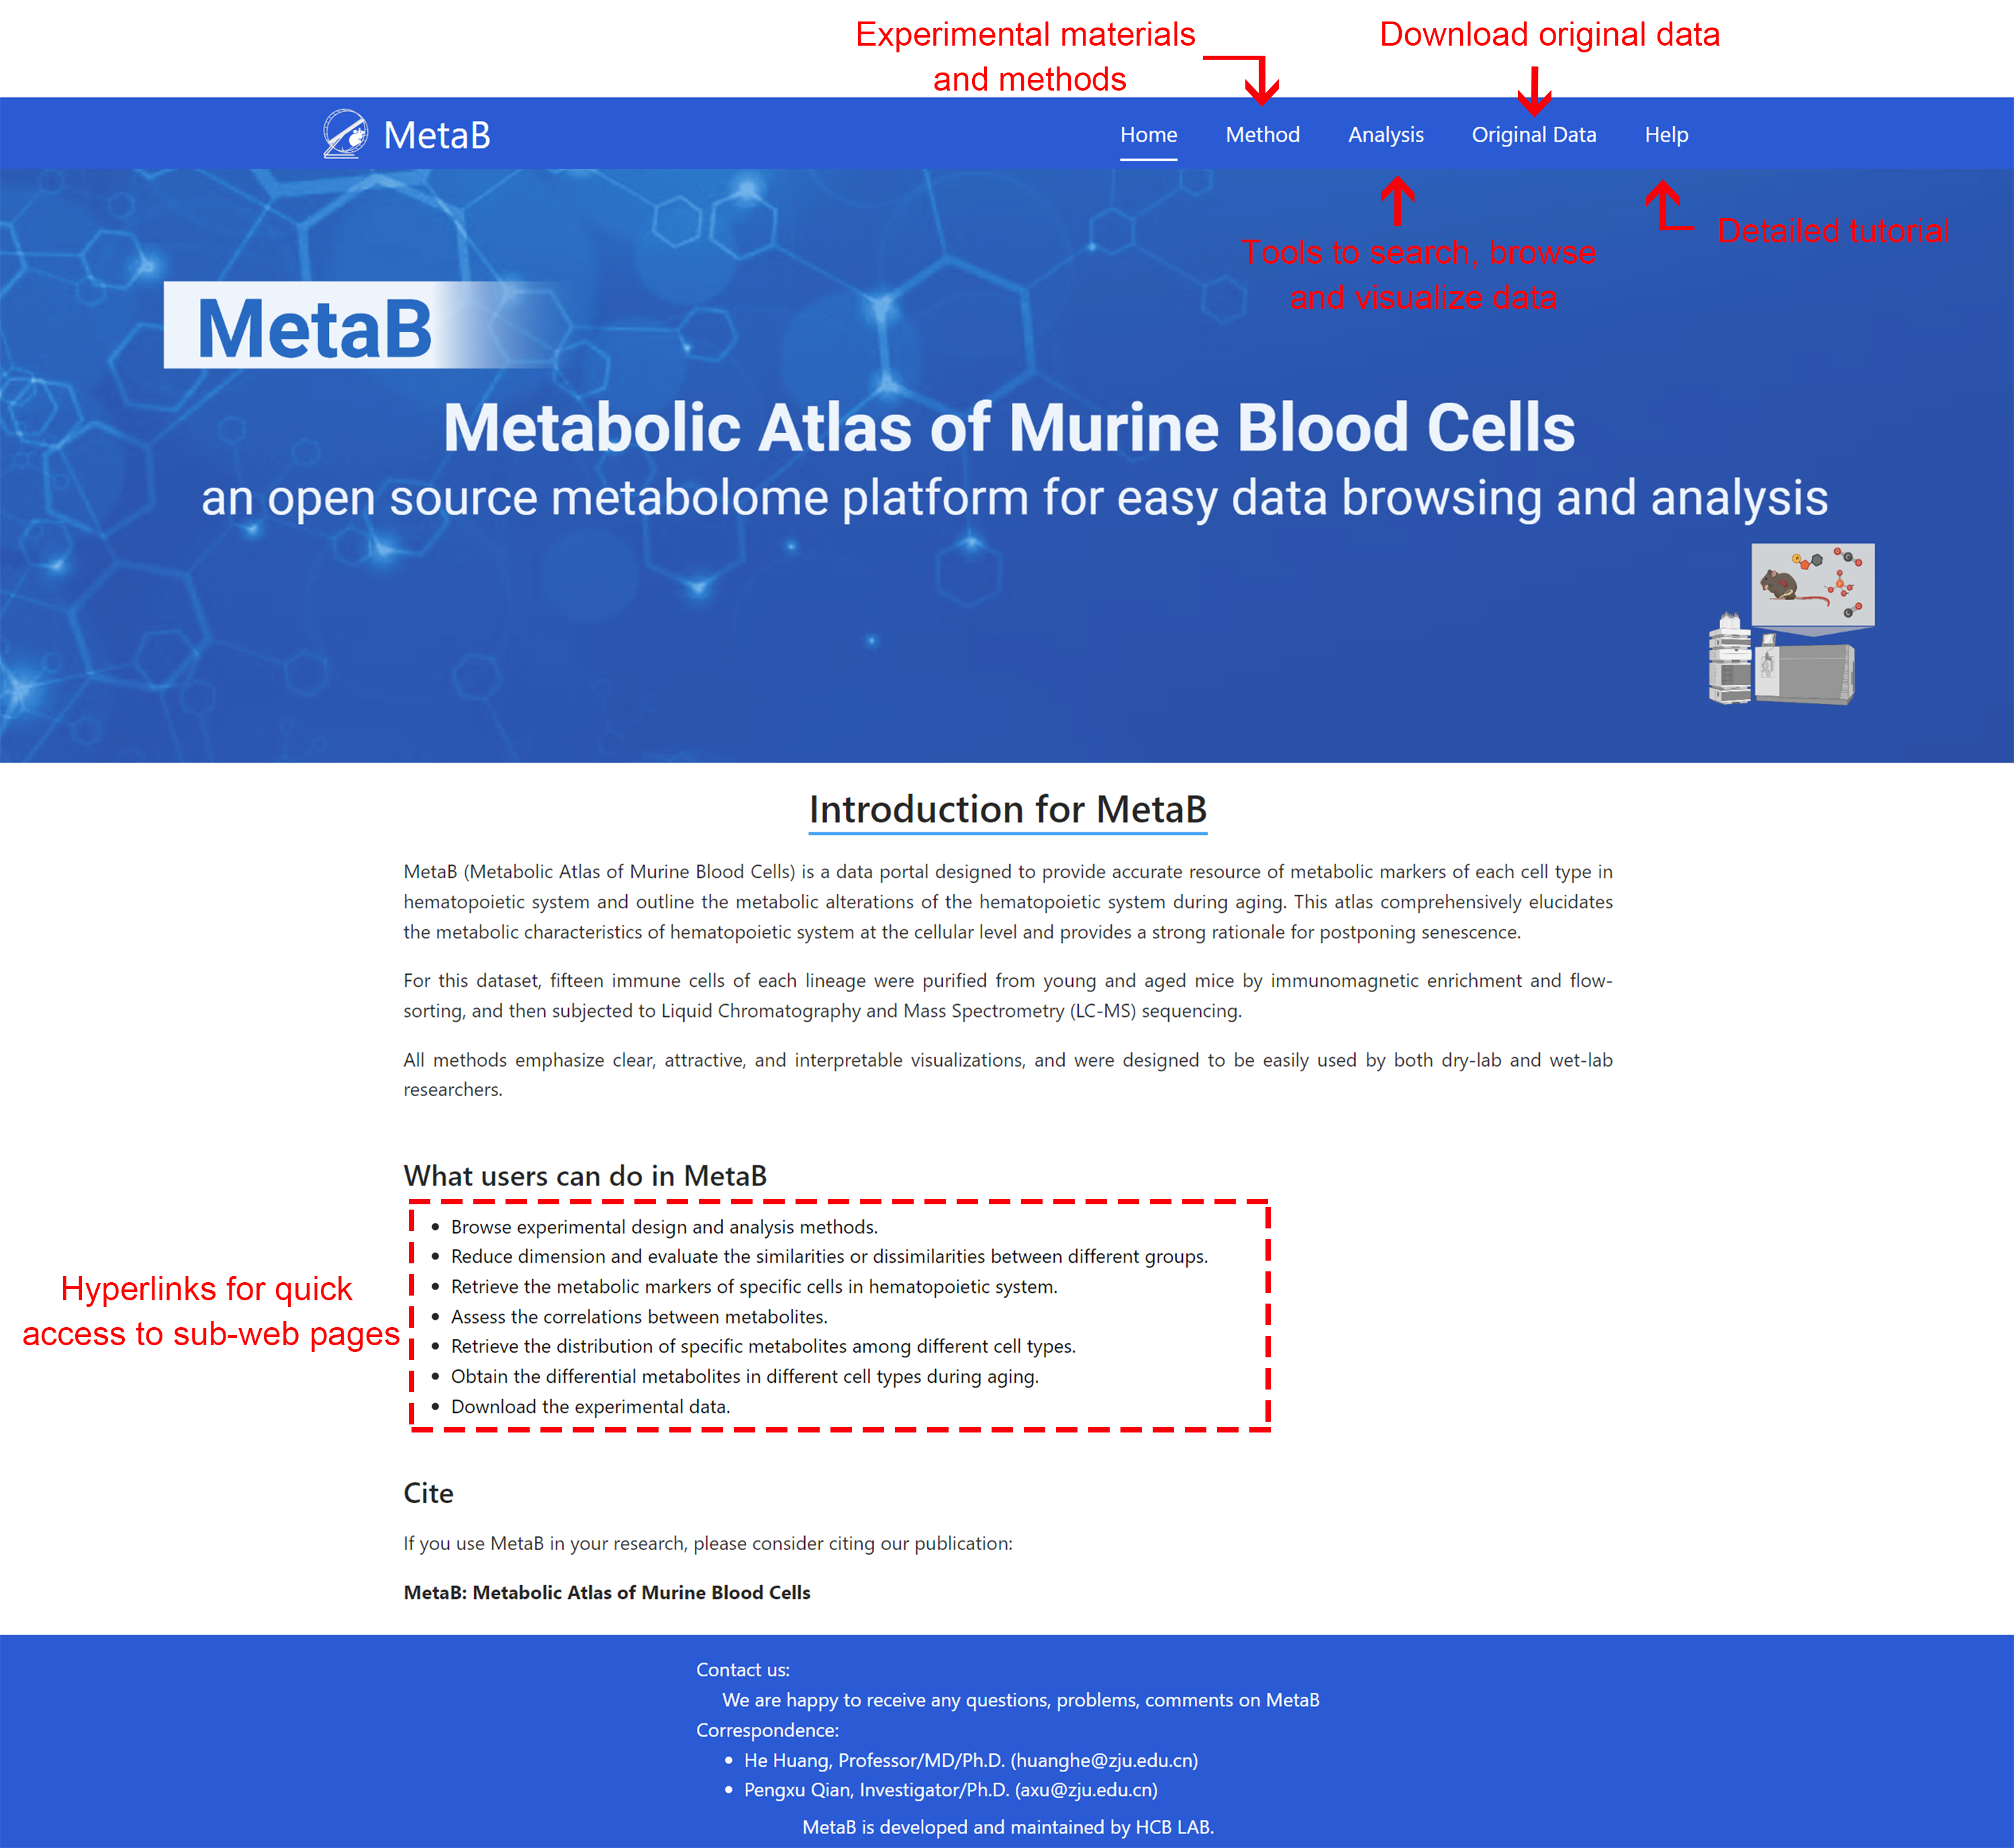 Experimental materials
and methods
Download original data
MetaB
Home Method Analysis Original Data Help
Detailed tutorial
Tools to search, browse
and visualize data
MetaB
Metabolic Atlas of Murine Blood Cells
an open source metabolome platform for easy data browsing and analysis
Introduction for MetaB
MetaB (Metabolic Atlas of Murine Blood Cells) is a data portal designed to provide accurate resource of metabolic markers of each cell type in
hematopoietic system and outline the metabolic alterations of the hematopoietic system during aging. This atlas comprehensively elucidates
the metabolic characteristics of hematopoietic system at the cellular level and provides a strong rationale for postponing senescence.
For this dataset, fifteen immune cells of each lineage were purified from young and aged mice by immunomagnetic enrichment and flow-
sorting, and then subjected to Liquid Chromatography and Mass Spectrometry (LC-MS) sequencing.
All methods emphasize clear, attractive, and interpretable visualizations, and were designed to be easily used by both dry-lab and wet-lab
researchers.
What users can do in MetaB
• Browse experimental design and analysis methods.
• Reduce dimension and evaluate the similarities or dissimilarities between different groups.
• Retrieve the metabolic markers of specific cells in hematopoietic system.
• Assess the correlations between metabolites.
• Retrieve the distribution of specific metabolites among different cell types.
• Obtain the differential metabolites in different cell types during aging.
• Download the experimental data.
Hyperlinks for quick
access to sub-web pages
Cite
If you use MetaB in your research, please consider citing our publication:
MetaB: Metabolic Atlas of Murine Blood Cells
Contact us:
We are happy to receive any questions, problems, comments on MetaB
Correspondence:
• He Huang, Professor/MD/Ph.D. (huanghe@zju.edu.cn)
• Pengxu Qian, Investigator/Ph.D. (axu@zju.edu.cn)
MetaB is developed and maintained by HCB LAB.